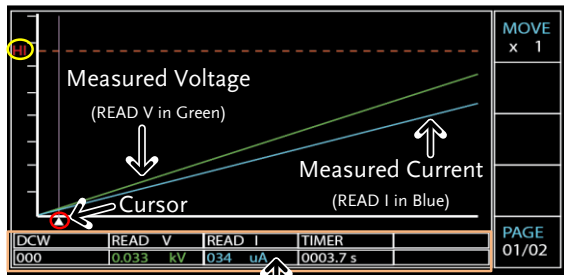 MOVE
x 1
HI
Measured Voltage
(READ V in Green)
Measured Current
(READ I in Blue)
Cursor
PAGE
01/02
DCW READ V READ I TIMER
000 0.033 kV 034 uA 0003.7 s